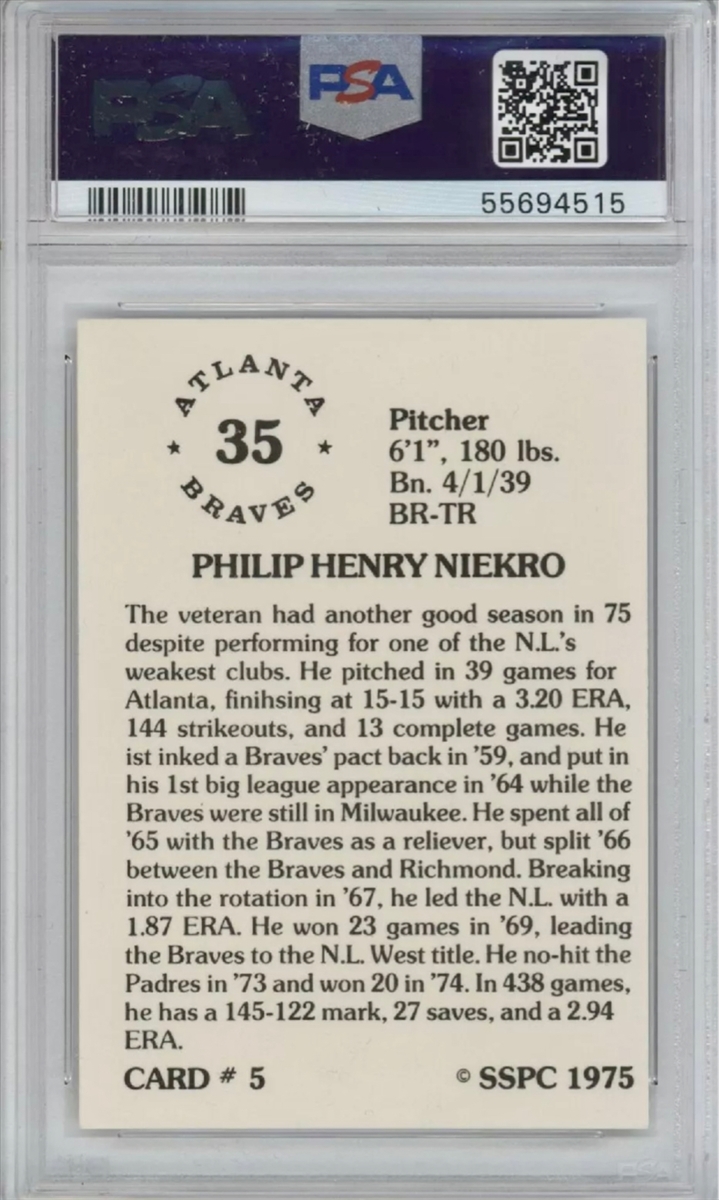 PSA
PSA
55694515
ATLANTA
35
BRAVES
Pitcher
6'1”, 180 lbs.
Bn. 4/1/39
BR-TR
PHILIP HENRY NIEKRO
The veteran had another good season in 75
despite performing for one of the N.L.'s
weakest clubs. He pitched in 39 games for
Atlanta, finihsing at 15-15 with a 3.20 ERA,
144 strikeouts, and 13 complete games. He
ist inked a Braves' pact back in '59, and put in
his 1st big league appearance in '64 while the
Braves were still in Milwaukee. He spent all of
'65 with the Braves as a reliever, but split '66
between the Braves and Richmond. Breaking
into the rotation in '67, he led the N.L. with a
1.87 ERA. He won 23 games in '69, leading
the Braves to the N.L. West title. He no-hit the
Padres in '73 and won 20 in '74. In 438 games,
he has a 145-122 mark, 27 saves, and a 2.94
ERA.
CARD # 5 © SSPC 1975
PSA